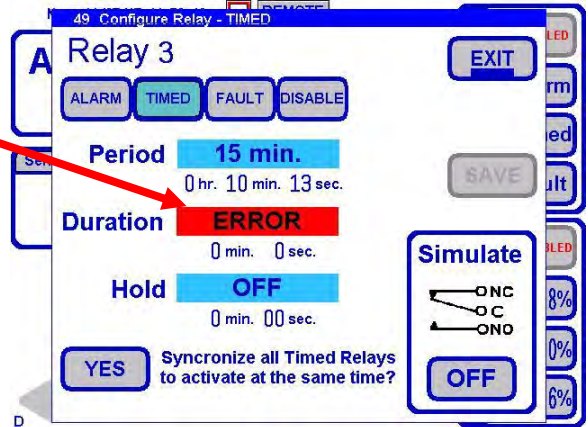 REMOTE
49 Configure Relay - TIMED
Relay 3
EXIT
ALARM TIMED FAULT DISABLE
Period 15 min.
0 hr. 10 min. 13 sec.
SAVE
Duration ERROR
0 min. 0 sec.
Simulate
NC
C
NO
Hold OFF
0 min. 00 sec.
YES
Syncronize all Timed Relays
to activate at the same time?
OFF
A
LED
rm
ed
ult
BLED
8%
0%
6%
D